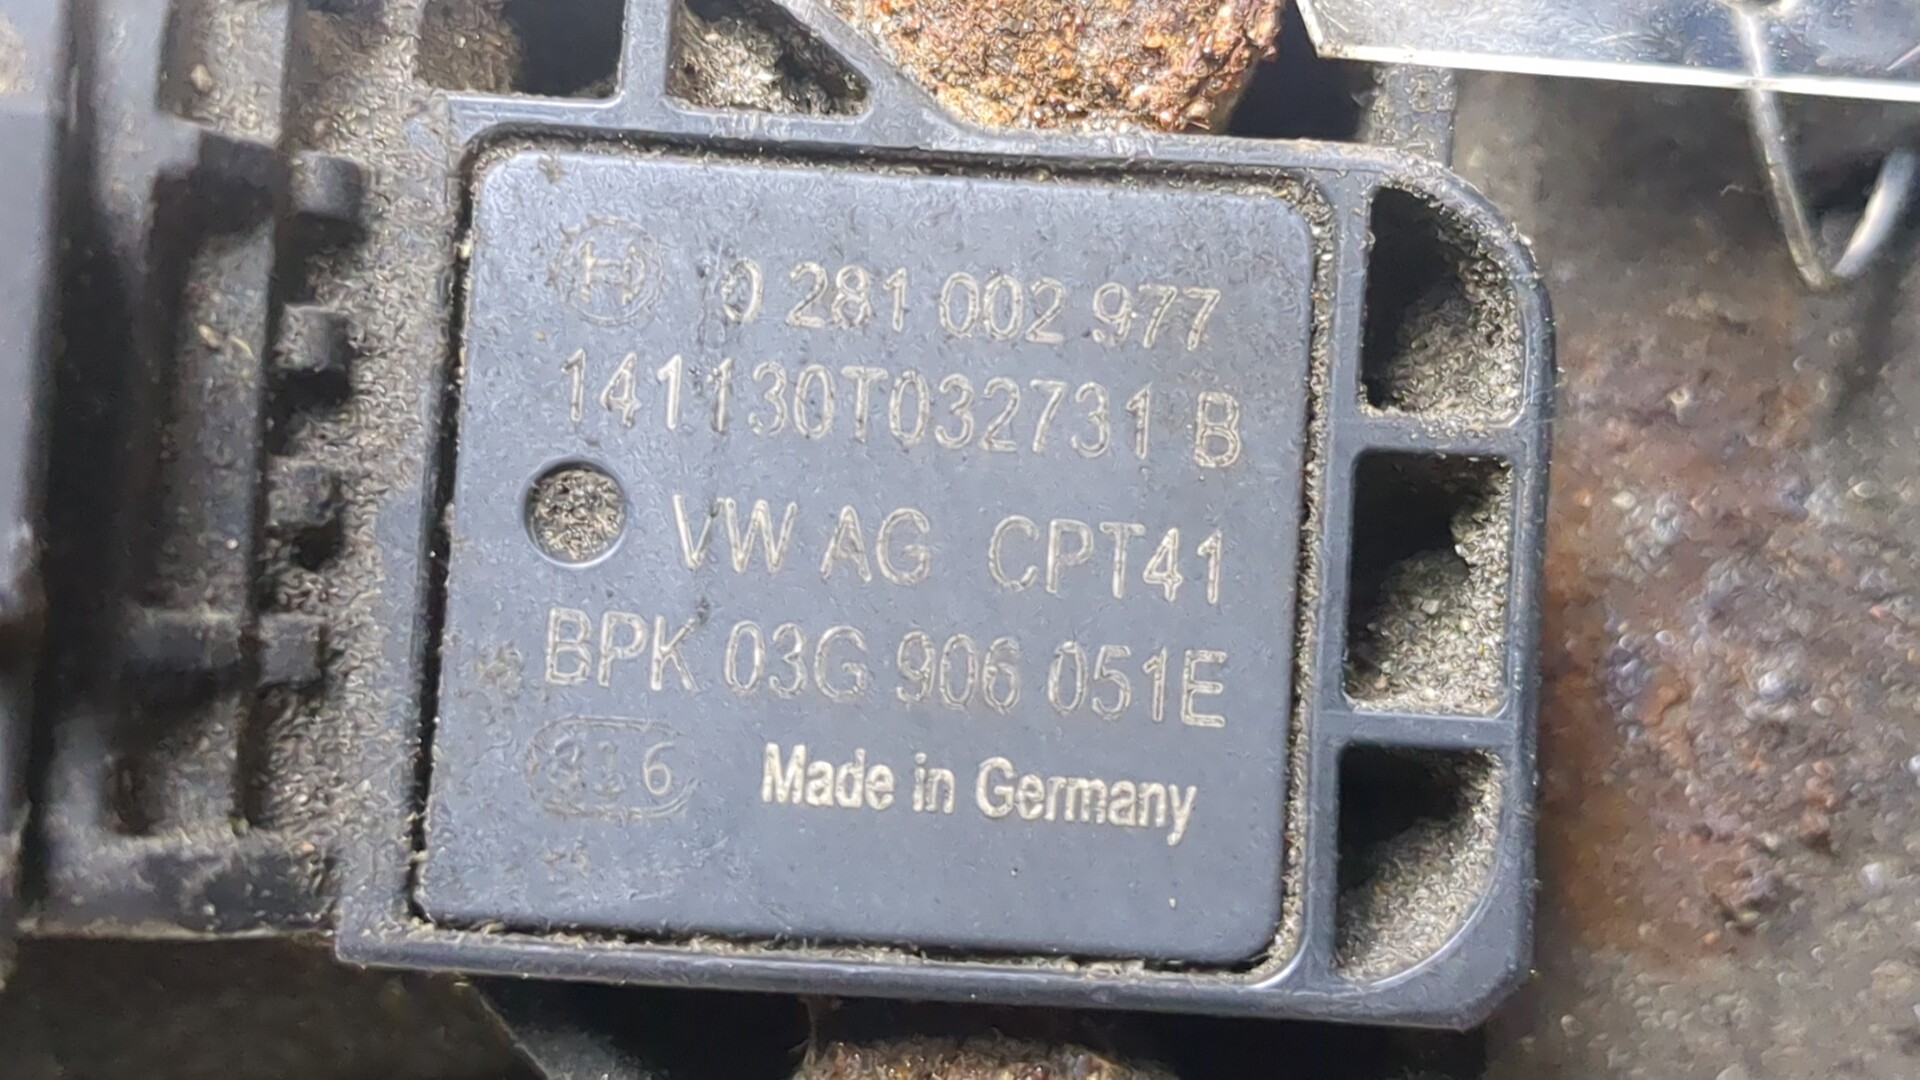 0 281 002 977
141130T032731 B
VW AG CPT41
BPK 03G 906 051E
Made in Germany